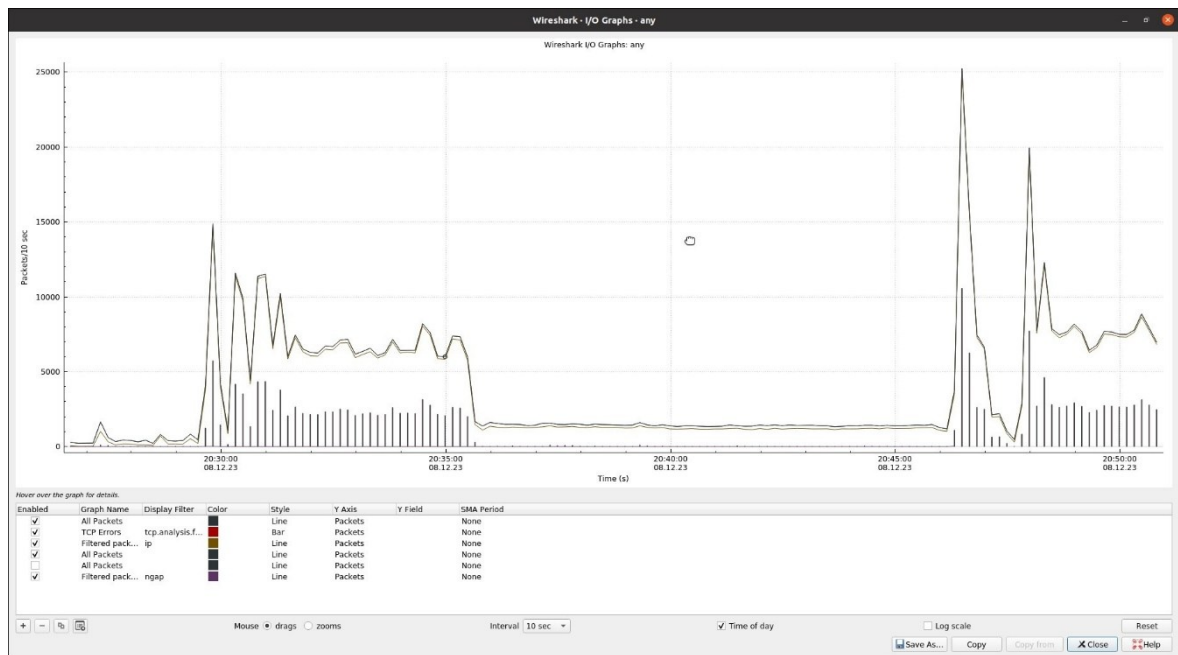 Wireshark · I/O Graphs · any
Wireshark I/O Graphs: any
25000
20000
15000
10000
5000
0
Packets/10 sec
20:30:00 20:35:00 20:40:00 20:45:00 20:50:00
08.12.23 08.12.23 08.12.23 08.12.23 08.12.23
Time (s)
Hover over the graph for details.
Enabled Graph Name Display Filter Color Style Y Axis Y Field SMA Period
All Packets Line Packets None
TCP Errors tcp.analysis.f... Bar Packets None
Filtered pack... ip Line Packets None
All Packets Line Packets None
All Packets Line Packets None
Filtered pack... ngap Line Packets None
+ − Mouse drags zooms Interval 10 sec Time of day Log scale Reset
Save As... Copy Copy from Close Help